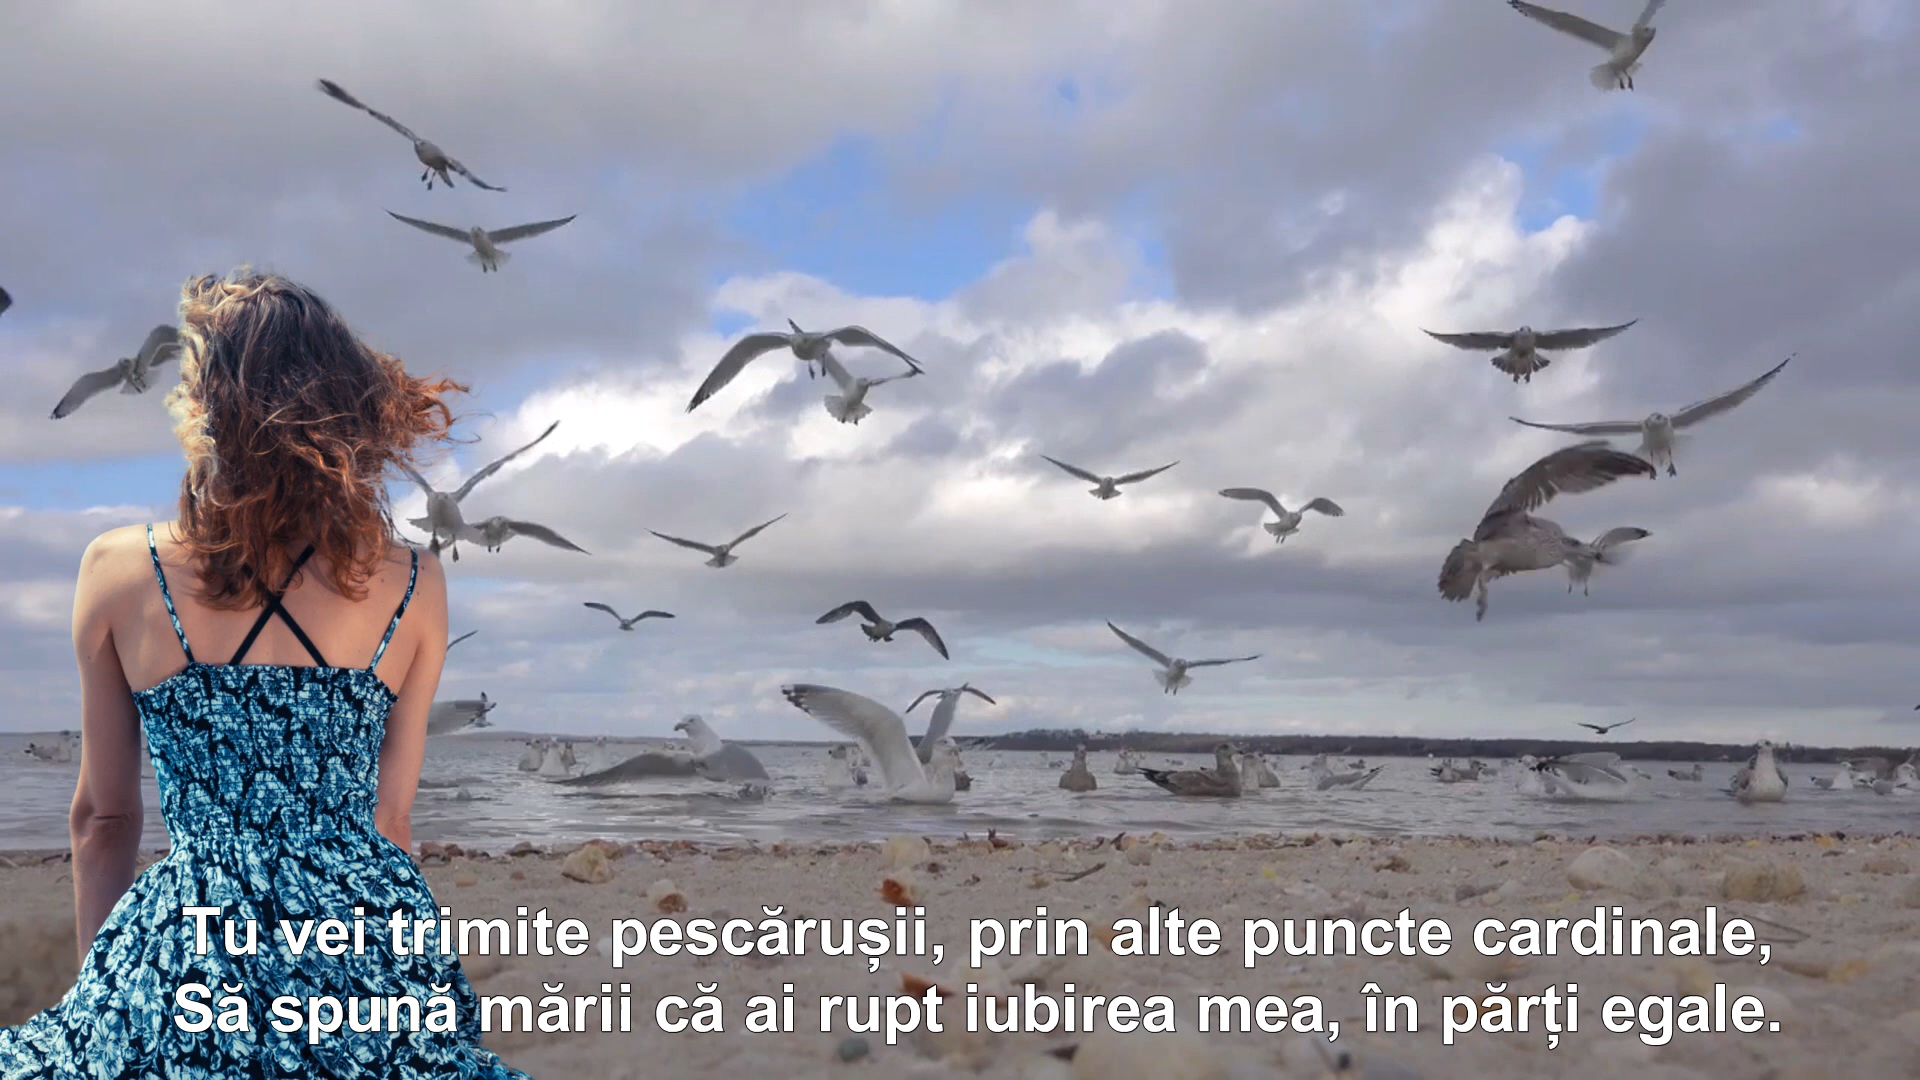 Tu vei trimite pescărușii, prin alte puncte cardinale,
Să spună mării că ai rupt iubirea mea, în părți egale.